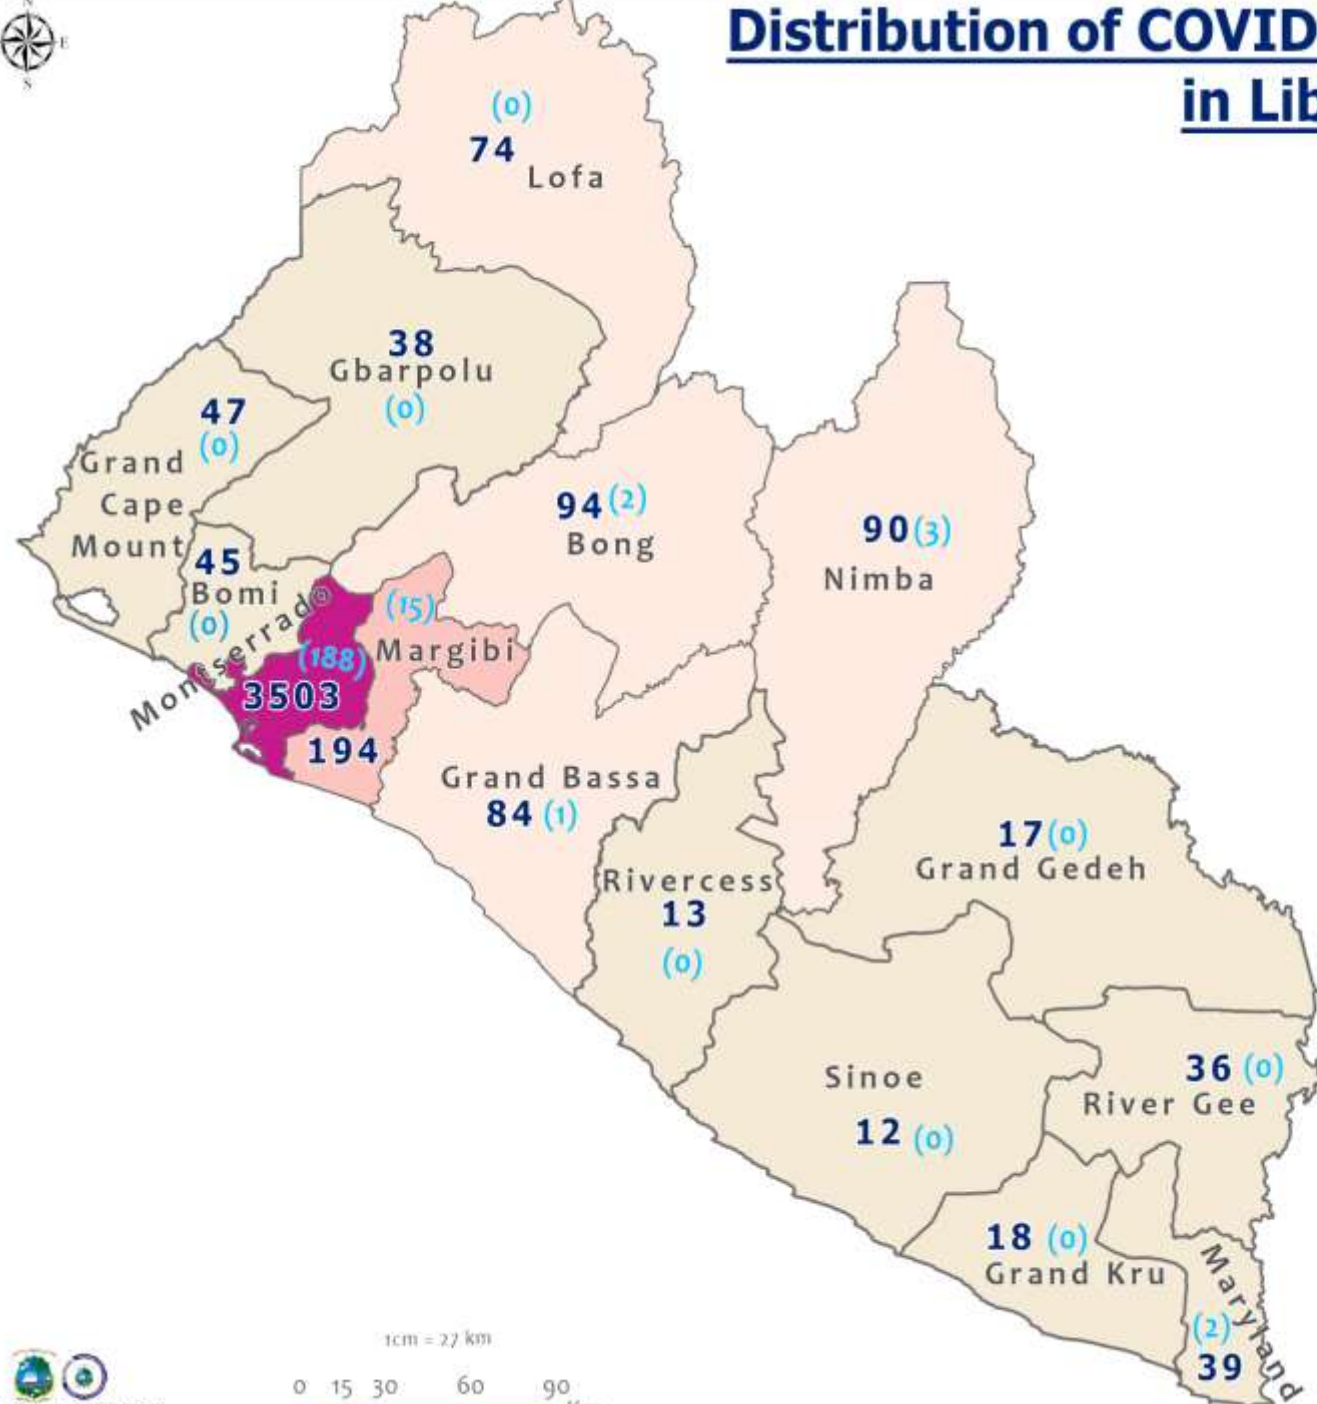 N
E
S
Distribution of COVID
in Lib
(0)
74
Lofa
38
Gbarpolu
(0)
47
(0)
Grand
Cape
Mount
45
Bomi
(0)
94 (2)
Bong
90 (3)
Nimba
(15)
Margibi
194
Montserrado
(188)
3503
Grand Bassa
84 (1)
Rivercess
13
(0)
17 (0)
Grand Gedeh
Sinoe
12 (0)
36 (0)
River Gee
18 (0)
Grand Kru
Maryland
(2)
39
1cm = 27 km
0 15 30 60 90